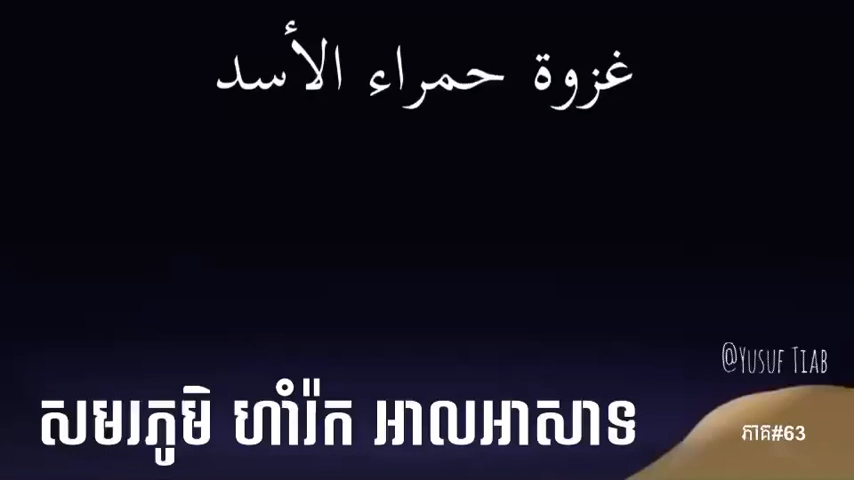 غزوة حمراء الأسد
@Yusuf Tiab
សមរភូមិ ហាំរ៉ក អាលអាសាទ
ភាគ#63